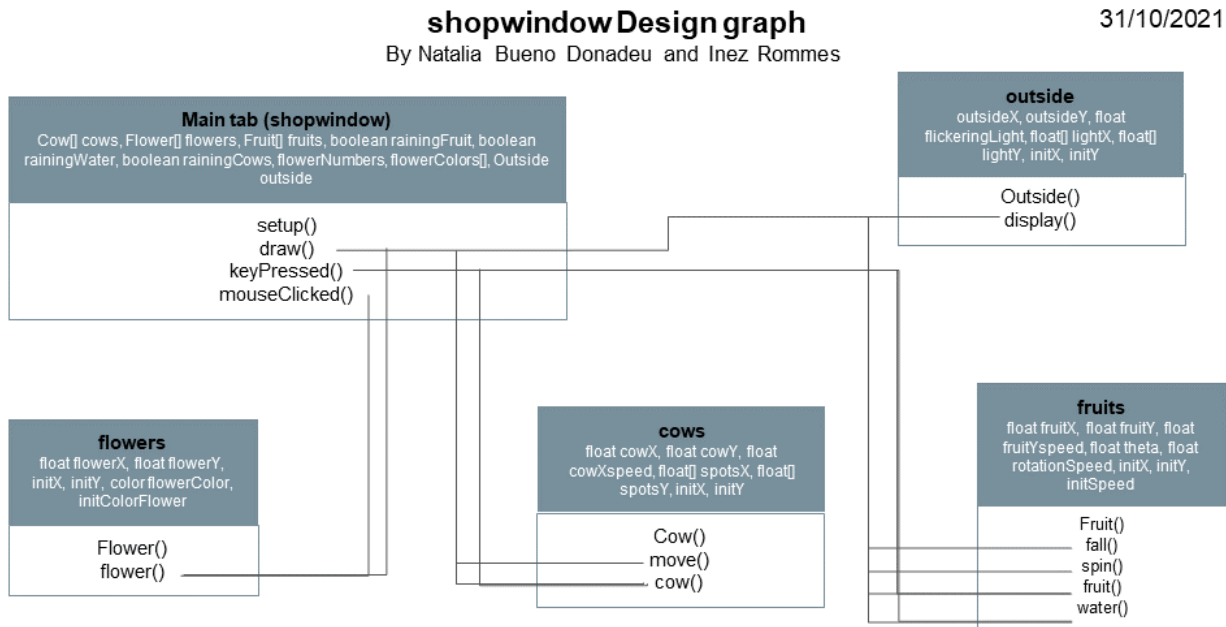 shopwindow Design graph
31/10/2021
By Natalia Bueno Donadeu and Inez Rommes
Main tab (shopwindow)
Cow[] cows, Flower[] flowers, Fruit[] fruits, boolean rainingFruit, boolean
rainingWater, boolean rainingCows, flowerNumbers, flowerColors[], Outside
outside
setup()
draw()
keyPressed()
mouseClicked()
outside
outsideX, outsideY, float
flickeringLight, float[] lightX, float[]
lightY, initX, initY
Outside()
display()
flowers
float flowerX, float flowerY,
initX, initY, color flowerColor,
initColorFlower
Flower()
flower()
cows
float cowX, float cowY, float
cowXspeed, float[] spotsX, float[]
spotsY, initX, initY
Cow()
move()
cow()
fruits
float fruitX, float fruitY, float
fruitYspeed, float theta, float
rotationSpeed, initX, initY,
initSpeed
Fruit()
fall()
spin()
fruit()
water()